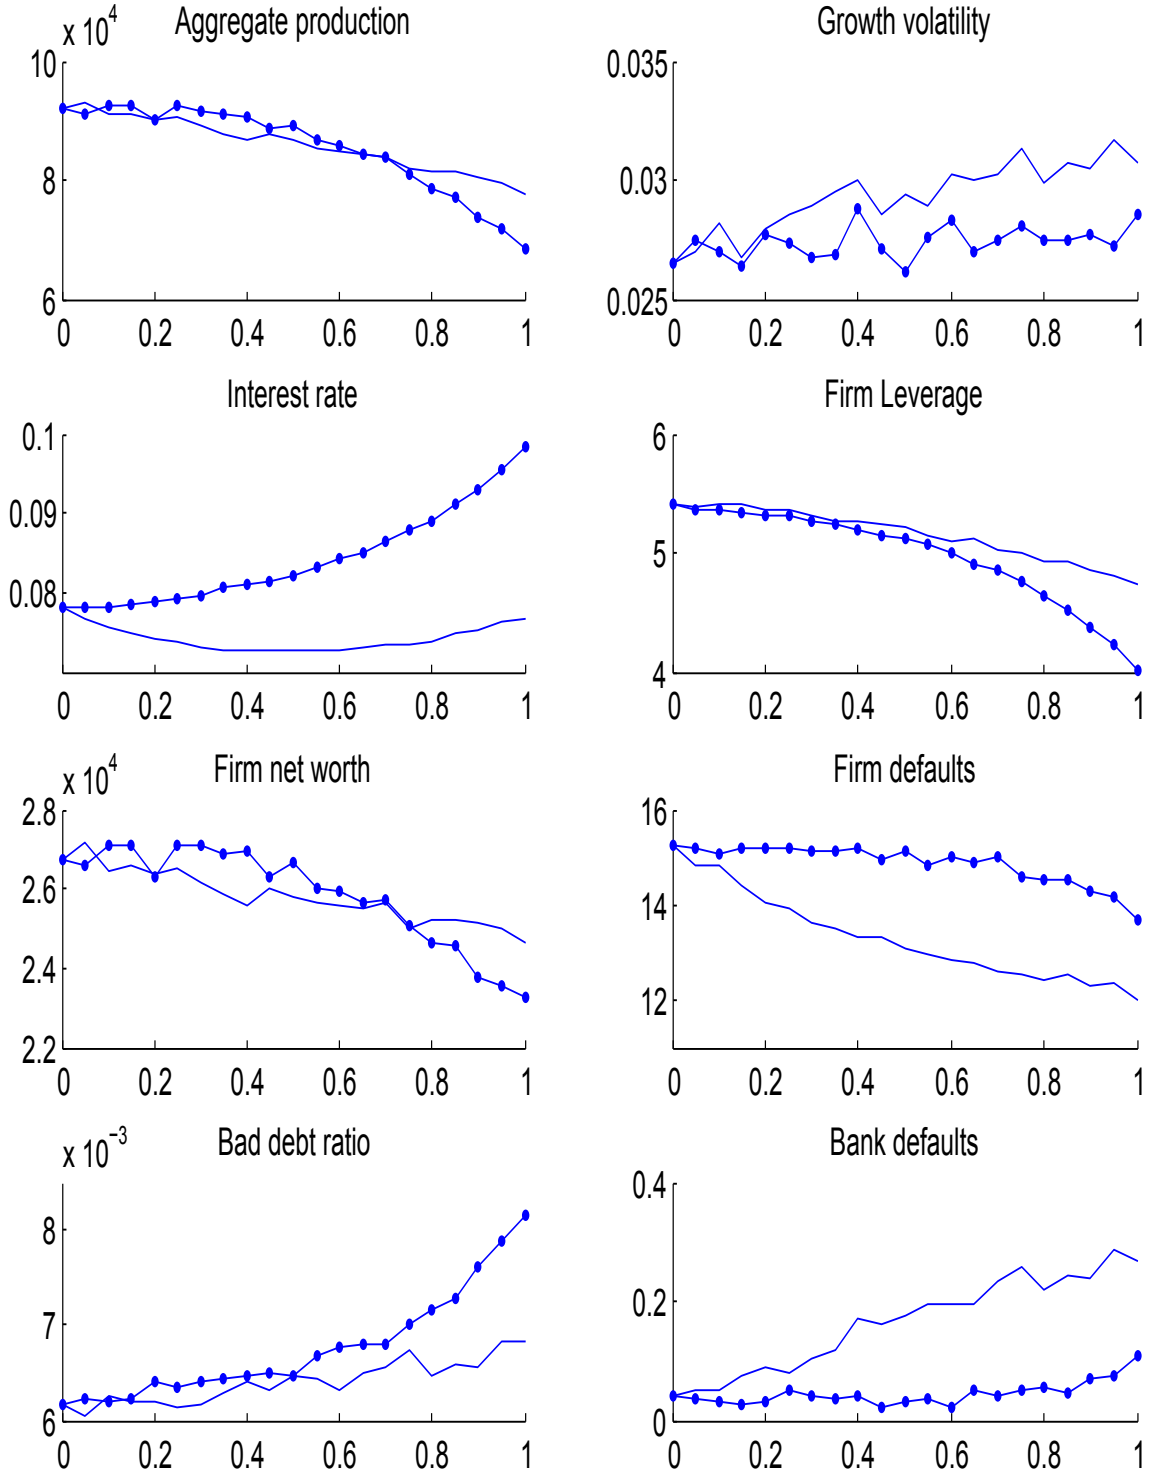 x 10⁴ Aggregate production
10
8
6
0 0.2 0.4 0.6 0.8 1
Growth volatility
0.035
0.03
0.025
0 0.2 0.4 0.6 0.8 1
Interest rate
0.1
0.09
0.08
0 0.2 0.4 0.6 0.8 1
Firm Leverage
6
5
4
0 0.2 0.4 0.6 0.8 1
x 10⁴ Firm net worth
2.8
2.6
2.4
2.2
0 0.2 0.4 0.6 0.8 1
Firm defaults
16
14
12
0 0.2 0.4 0.6 0.8 1
x 10⁻³ Bad debt ratio
8
7
6
0 0.2 0.4 0.6 0.8 1
Bank defaults
0.4
0.2
0
0 0.2 0.4 0.6 0.8 1